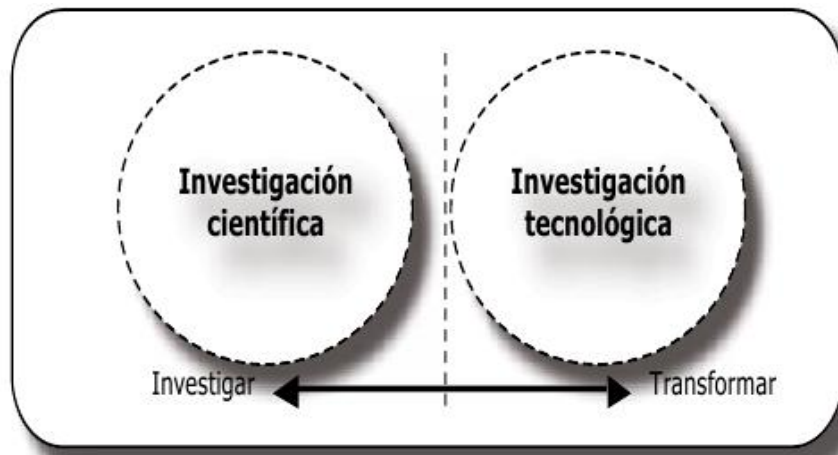 Investigación
científica
Investigación
tecnológica
Investigar
Transformar